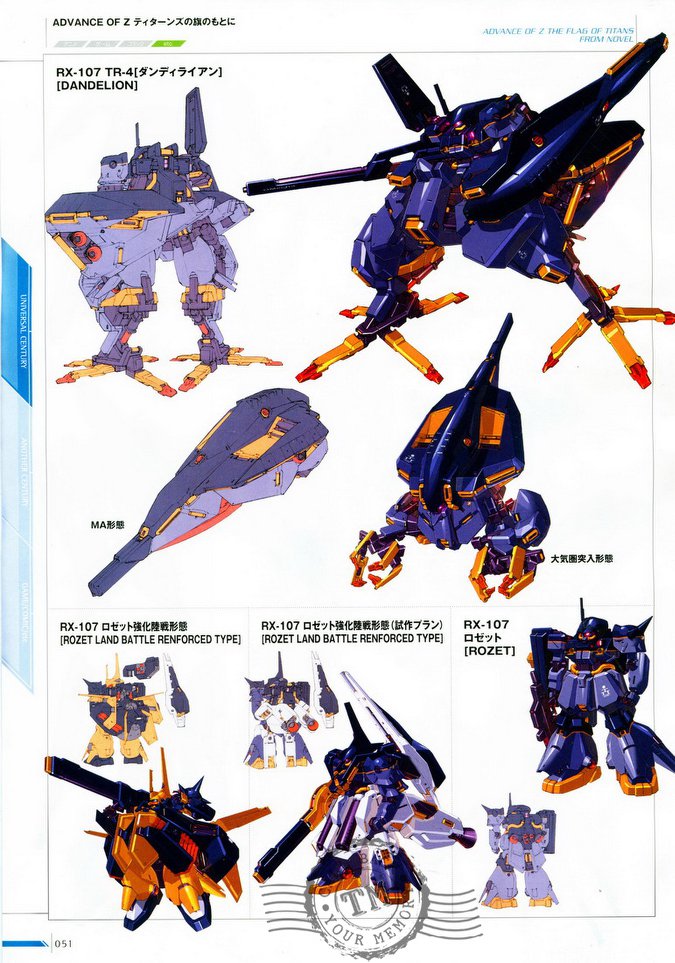 ADVANCE OF Z ティターンズの旗のもとに
ADVANCE OF Z THE FLAG OF TITANS
FROM NOVEL
RX-107 TR-4[ダンディライアン]
[DANDELION]
UNIVERSAL CENTURY
ANOTHER CENTURY
MA形態
大気圏突入形態
RX-107 ロゼット強化陸戦形態
[ROZET LAND BATTLE RENFORCED TYPE]
RX-107 ロゼット強化陸戦形態(試作プラン)
[ROZET LAND BATTLE RENFORCED TYPE]
RX-107
ロゼット
[ROZET]
YOUR MEMORY
051